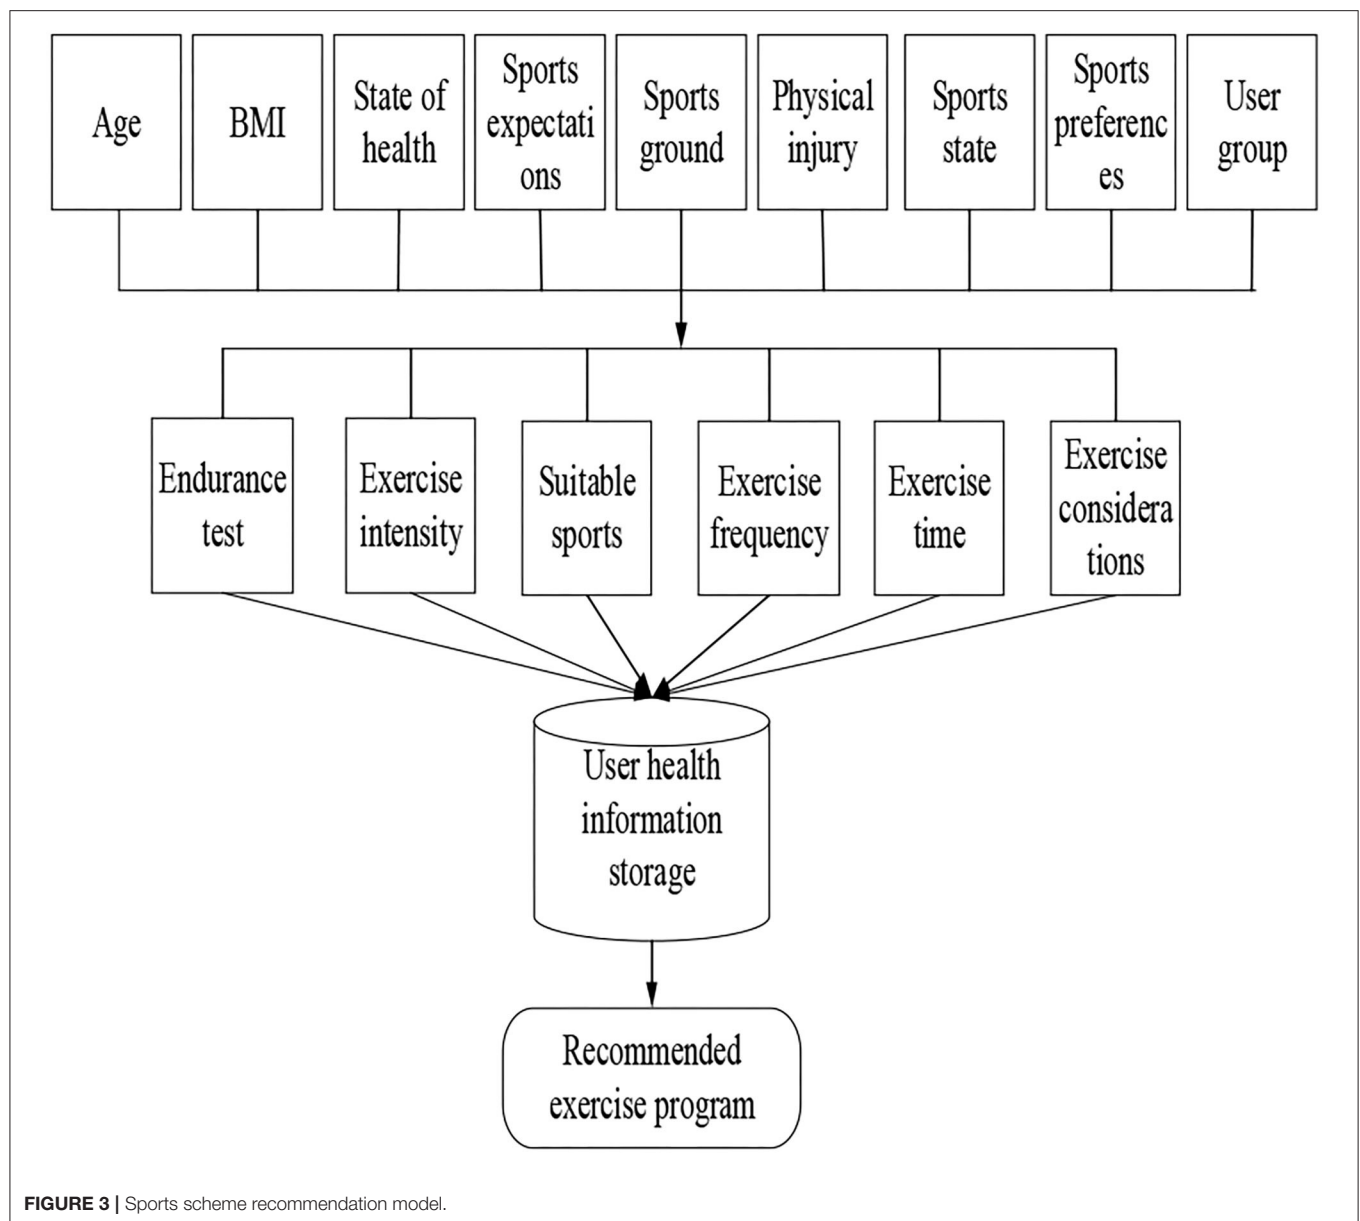 Age
BMI
State of
health
Sports
expectati
ons
Sports
ground
Physical
injury
Sports
state
Sports
preferenc
es
User
group
Endurance
test
Exercise
intensity
Suitable
sports
Exercise
frequency
Exercise
time
Exercise
considera
tions
User health
information
storage
Recommended
exercise program
FIGURE 3 | Sports scheme recommendation model.